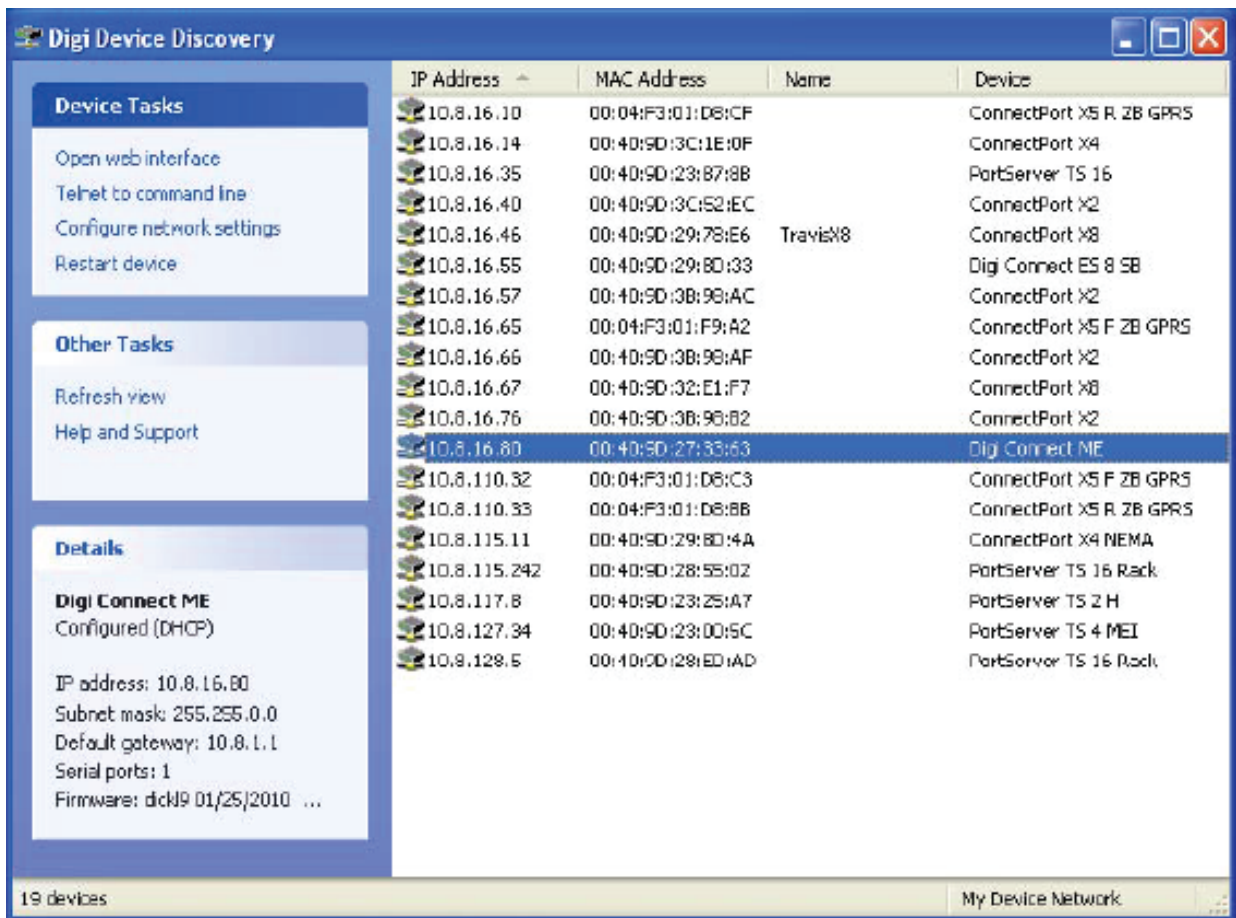 Digi Device Discovery
Device Tasks
Open web interface
Telnet to command line
Configure network settings
Restart device
Other Tasks
Refresh view
Help and Support
Details
Digi Connect ME
Configured (DHCP)
IP address: 10.8.16.80
Subnet mask: 255.255.0.0
Default gateway: 10.8.1.1
Serial ports: 1
Firmware: 01/25/2010 ...
IP Address MAC Address Name Device
10.8.16.10 00:04:F3:01:D8:CF ConnectPort X5 R ZB GPRS
10.8.16.14 00:40:9D:3C:1E:0F ConnectPort X4
10.8.16.35 00:40:9D:23:87:8B PortServer TS 16
10.8.16.40 00:40:9D:3C:52:EC ConnectPort X2
10.8.16.46 00:40:9D:29:78:E6 TravisX8 ConnectPort X8
10.8.16.55 00:40:9D:29:8D:33 Digi Connect ES 8 SB
10.8.16.57 00:40:9D:3B:98:AC ConnectPort X2
10.8.16.65 00:04:F3:01:F9:A2 ConnectPort X5 F ZB GPRS
10.8.16.66 00:40:9D:3B:98:AF ConnectPort X2
10.8.16.67 00:40:9D:32:E1:F7 ConnectPort X8
10.8.16.76 00:40:9D:3B:98:82 ConnectPort X2
10.8.16.80 00:40:9D:27:33:63 Digi Connect ME
10.8.110.32 00:04:F3:01:D8:C3 ConnectPort X5 F ZB GPRS
10.8.110.33 00:04:F3:01:D8:8B ConnectPort X5 R ZB GPRS
10.8.115.11 00:40:9D:29:8D:4A ConnectPort X4 NEMA
10.8.115.242 00:40:9D:28:55:02 PortServer TS 16 Rack
10.8.117.8 00:40:9D:23:25:A7 PortServer TS 2 H
10.8.127.34 00:40:9D:23:00:5C PortServer TS 4 MEI
10.8.128.5 00:40:9D:28:ED:AD PortServer TS 16 Rack
19 devices
My Device Network